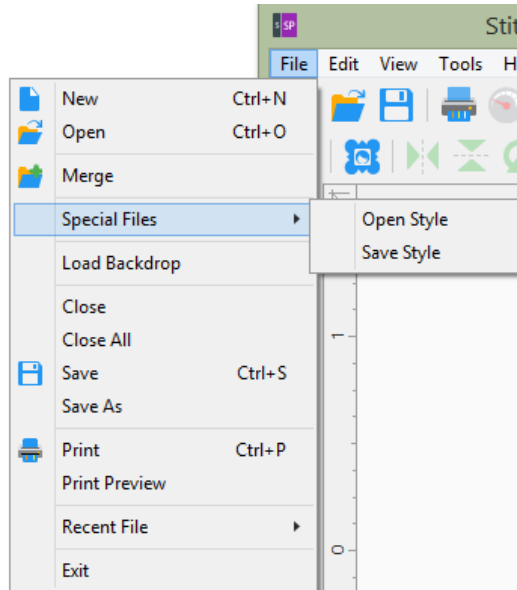 S SP Stit
File Edit View Tools H
New Ctrl+N
Open Ctrl+O
Merge
Special Files
Open Style
Save Style
Load Backdrop
Close
Close All
Save Ctrl+S
Save As
Print Ctrl+P
Print Preview
Recent File
Exit
1
0